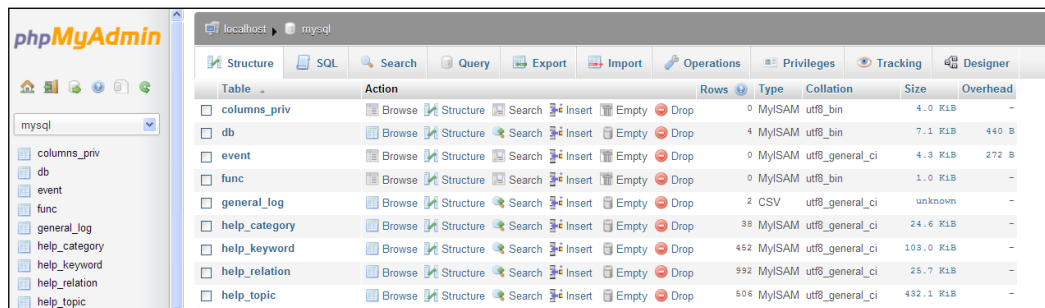 phpMyAdmin
mysql
columns_priv
db
event
func
general_log
help_category
help_keyword
help_relation
help_topic
localhost mysql
Structure SQL Search Query Export Import Operations Privileges Tracking Designer
Table Action Rows Type Collation Size Overhead
columns_priv Browse Structure Search Insert Empty Drop 0 MyISAM utf8_bin 4.0 KiB -
db Browse Structure Search Insert Empty Drop 4 MyISAM utf8_bin 7.1 KiB 440 B
event Browse Structure Search Insert Empty Drop 0 MyISAM utf8_general_ci 4.3 KiB 272 B
func Browse Structure Search Insert Empty Drop 0 MyISAM utf8_bin 1.0 KiB -
general_log Browse Structure Search Insert Empty Drop 2 CSV utf8_general_ci unknown -
help_category Browse Structure Search Insert Empty Drop 38 MyISAM utf8_general_ci 24.6 KiB -
help_keyword Browse Structure Search Insert Empty Drop 452 MyISAM utf8_general_ci 103.0 KiB -
help_relation Browse Structure Search Insert Empty Drop 992 MyISAM utf8_general_ci 25.7 KiB -
help_topic Browse Structure Search Insert Empty Drop 506 MyISAM utf8_general_ci 432.1 KiB -